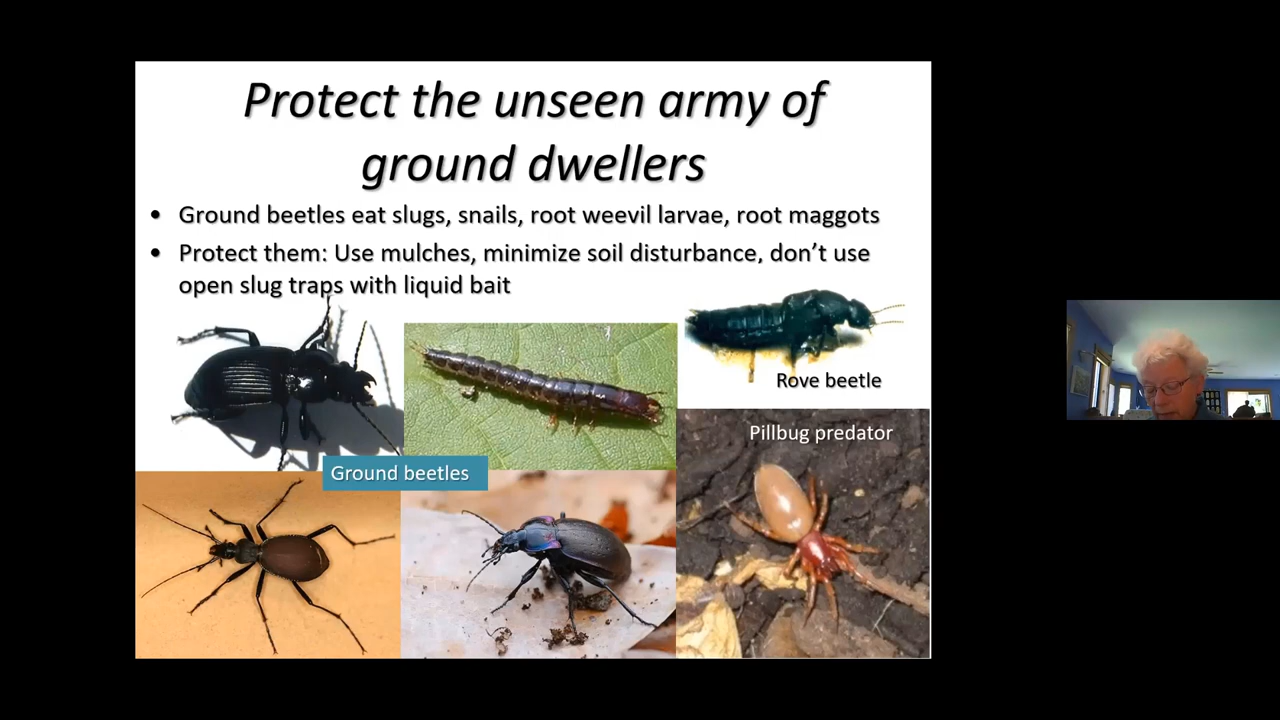 Protect the unseen army of
ground dwellers
• Ground beetles eat slugs, snails, root weevil larvae, root maggots
• Protect them: Use mulches, minimize soil disturbance, don’t use
open slug traps with liquid bait
Rove beetle
Pillbug predator
Ground beetles